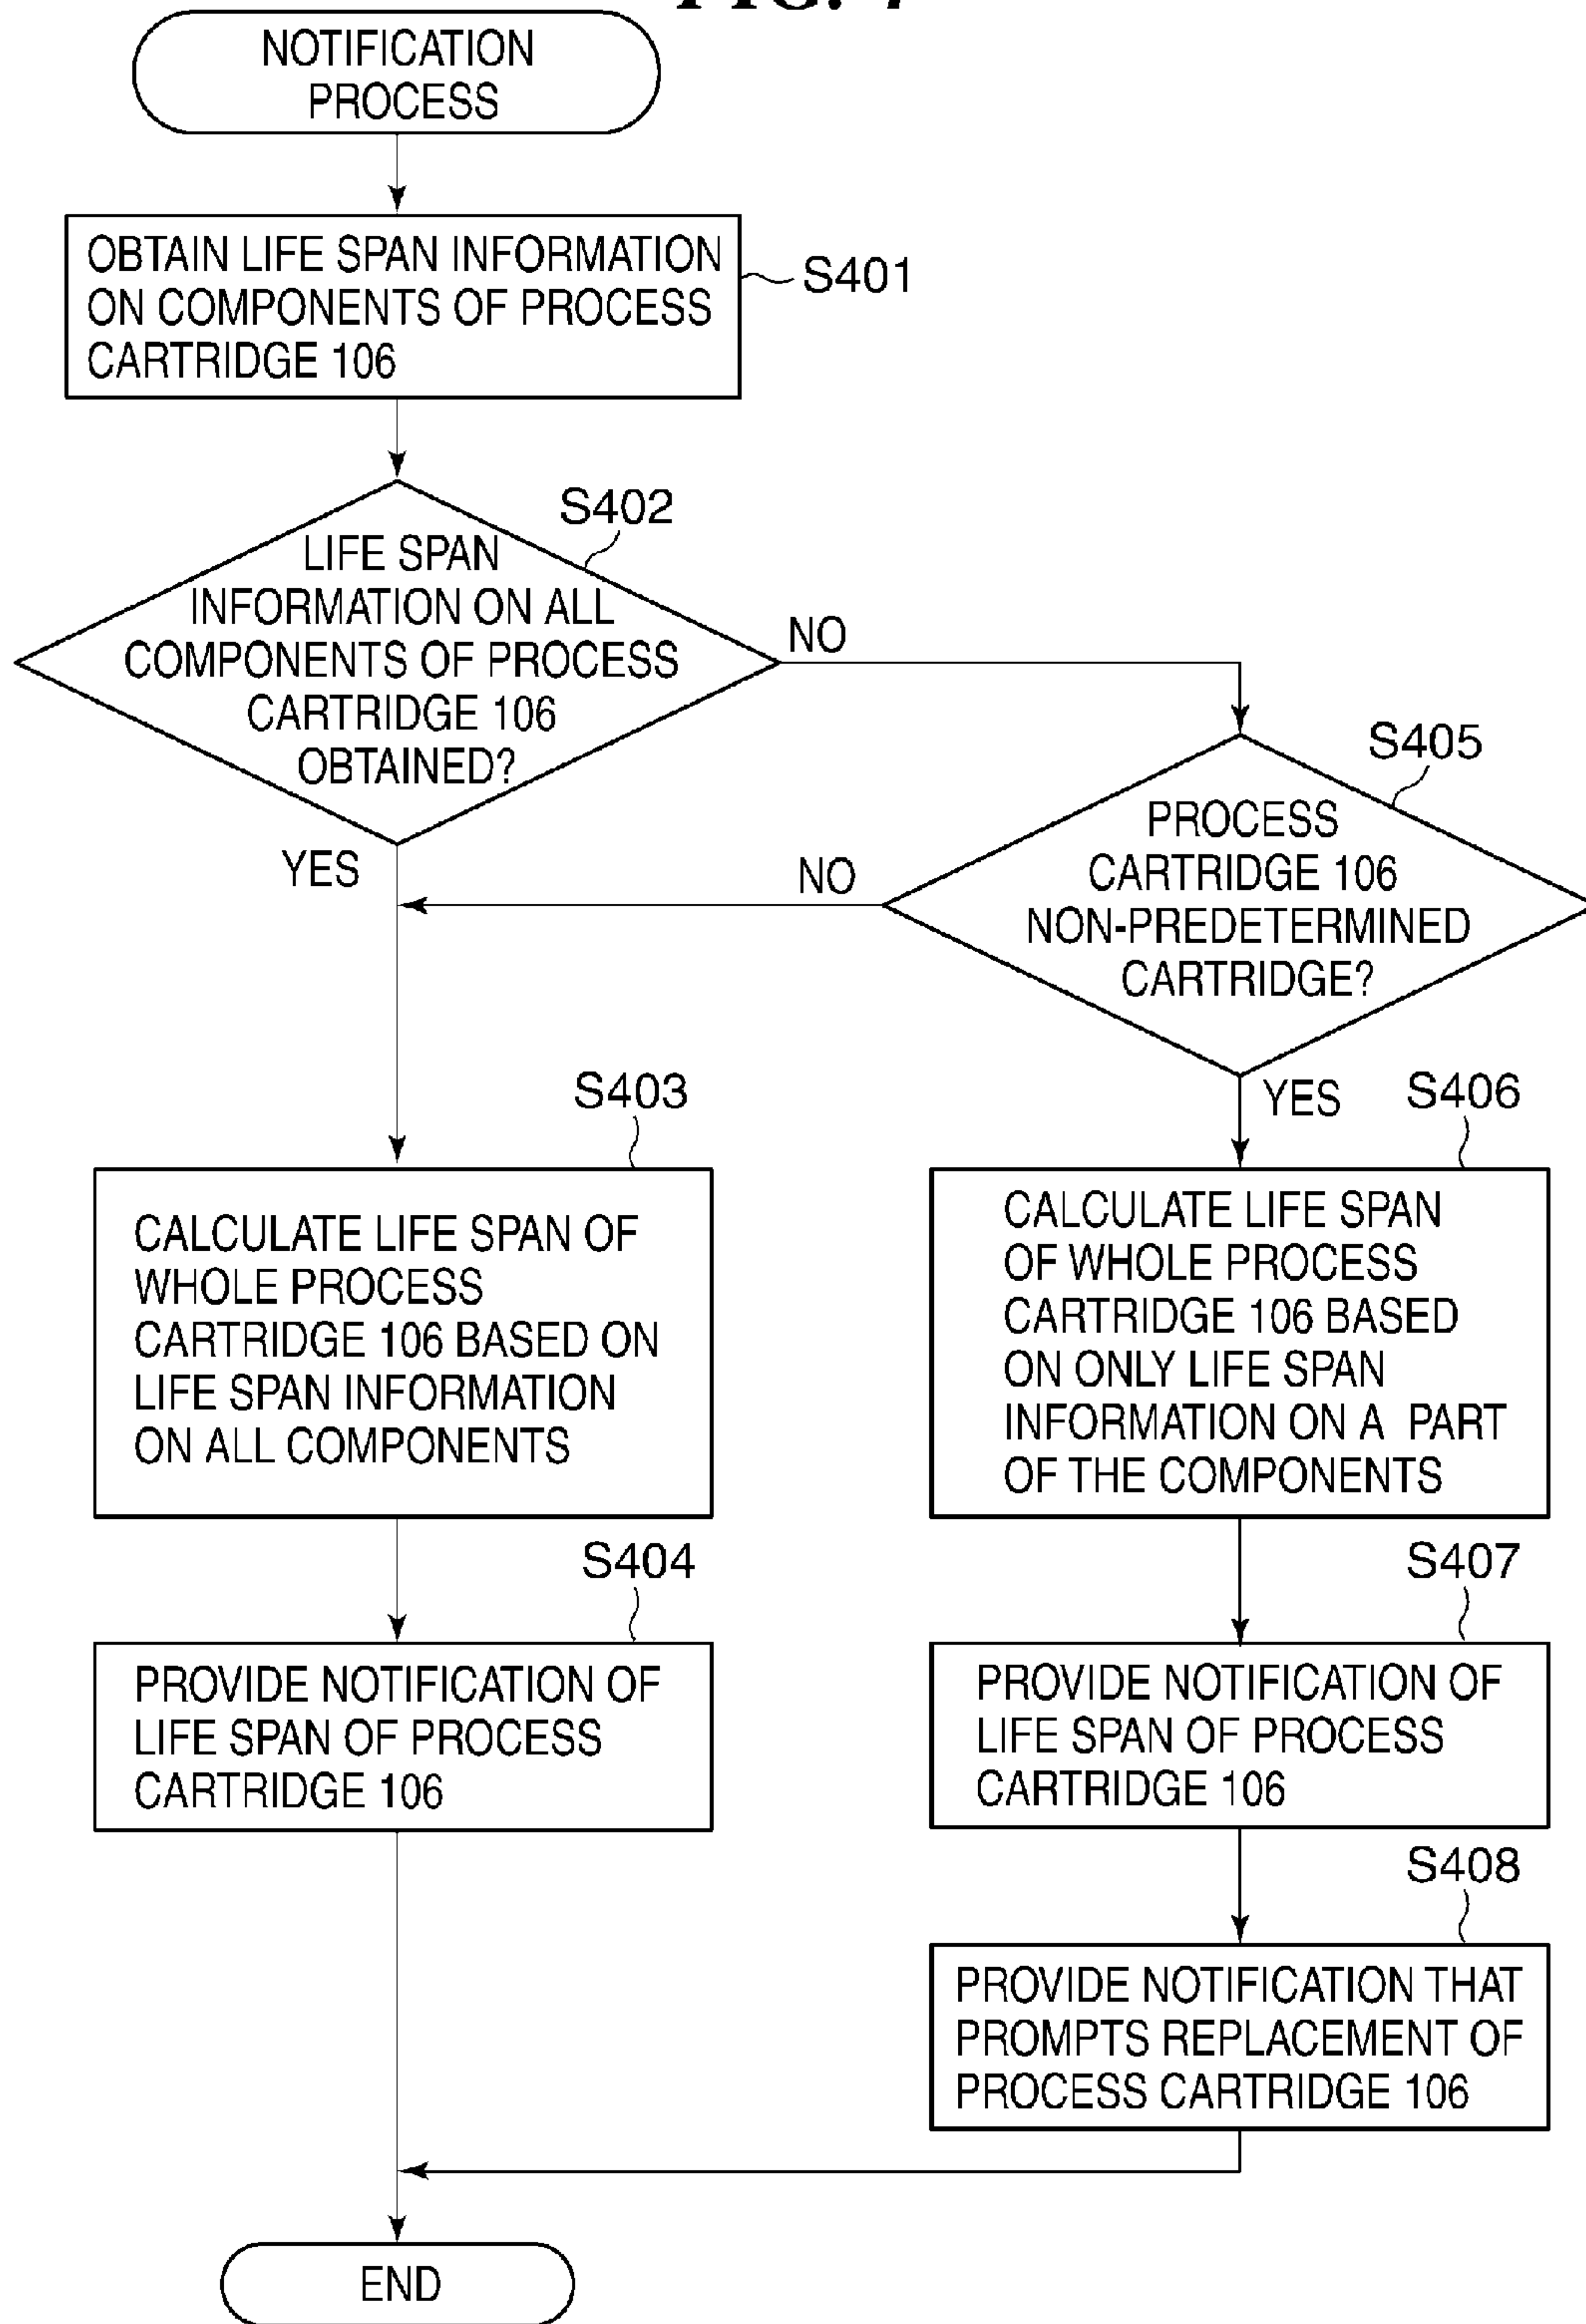 NOTIFICATION
PROCESS
OBTAIN LIFE SPAN INFORMATION
ON COMPONENTS OF PROCESS
CARTRIDGE 106
S401
S402
LIFE SPAN
INFORMATION ON ALL
COMPONENTS OF PROCESS
CARTRIDGE 106
OBTAINED?
NO
YES
S405
PROCESS
CARTRIDGE 106
NON-PREDETERMINED
CARTRIDGE?
NO
YES
S403
CALCULATE LIFE SPAN OF
WHOLE PROCESS
CARTRIDGE 106 BASED ON
LIFE SPAN INFORMATION
ON ALL COMPONENTS
S406
CALCULATE LIFE SPAN
OF WHOLE PROCESS
CARTRIDGE 106 BASED
ON ONLY LIFE SPAN
INFORMATION ON A PART
OF THE COMPONENTS
S404
PROVIDE NOTIFICATION OF
LIFE SPAN OF PROCESS
CARTRIDGE 106
S407
PROVIDE NOTIFICATION OF
LIFE SPAN OF PROCESS
CARTRIDGE 106
S408
PROVIDE NOTIFICATION THAT
PROMPTS REPLACEMENT OF
PROCESS CARTRIDGE 106
END